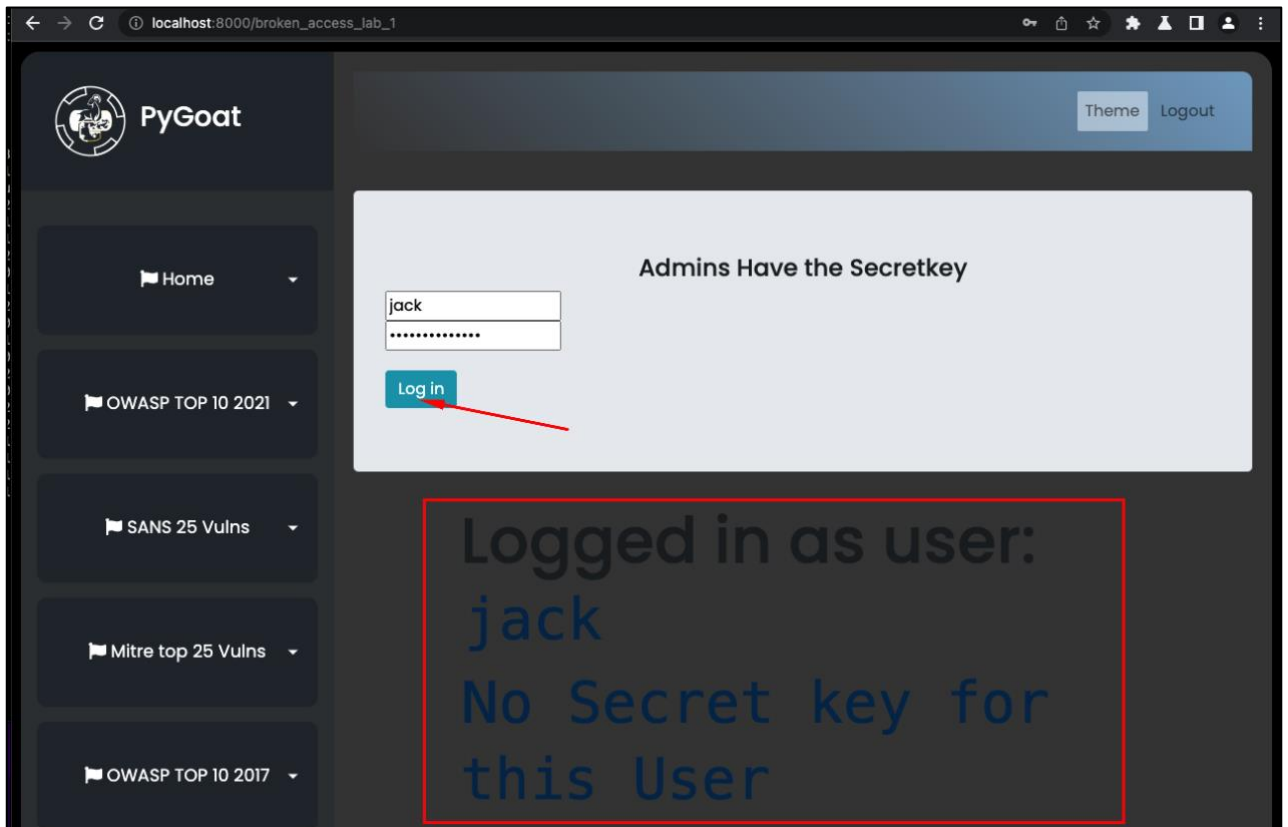 localhost:8000/broken_access_lab_1
PyGoat
Theme Logout
Home
OWASP TOP 10 2021
SANS 25 Vulns
Mitre top 25 Vulns
OWASP TOP 10 2017
Admins Have the Secretkey
jack
••••••••••••••
Log in
Logged in as user:
jack
No Secret key for
this User